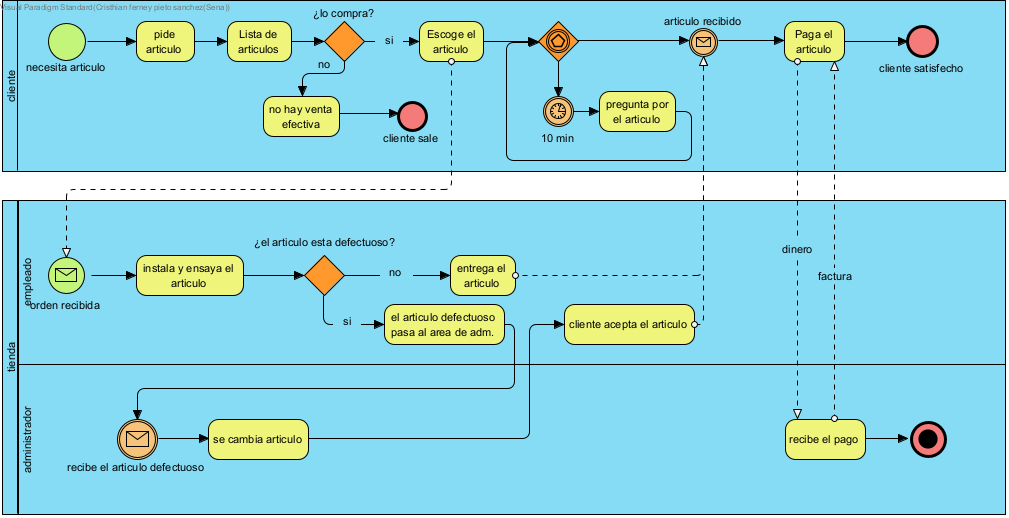 Visual Paradigm Standard(Cristhian ferney pieto sanchez(Sena))
cliente
necesita articulo
pide
articulo
Lista de
articulos
¿lo compra?
si
no
no hay venta
efectiva
cliente sale
Escoge el
articulo
10 min
pregunta por
el articulo
articulo recibido
Paga el
articulo
cliente satisfecho
tienda
empleado
orden recibida
instala y ensaya el
articulo
¿el articulo esta defectuoso?
no
si
entrega el
articulo
el articulo defectuoso
pasa al area de adm.
cliente acepta el articulo
dinero
factura
administrador
recibe el articulo defectuoso
se cambia articulo
recibe el pago